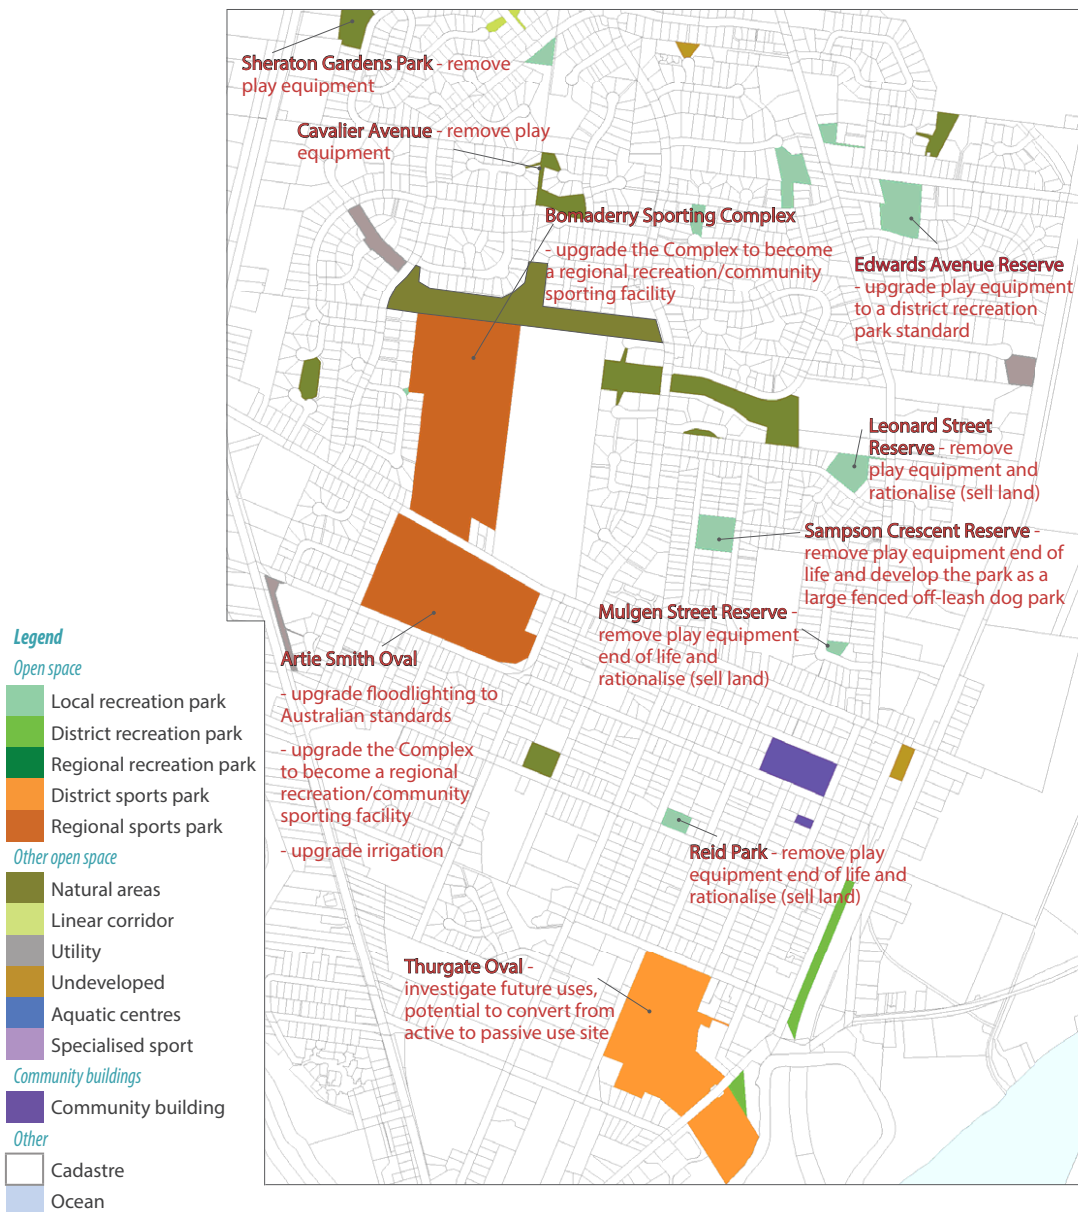 Sheraton Gardens Park - remove
play equipment
Cavalier Avenue - remove play
equipment
Bomaderry Sporting Complex
- upgrade the Complex to become
a regional recreation/community
sporting facility
Edwards Avenue Reserve
- upgrade play equipment
to a district recreation
park standard
Leonard Street
Reserve - remove
play equipment and
rationalise (sell land)
Sampson Crescent Reserve -
remove play equipment end of
life and develop the park as a
large fenced off-leash dog park
Mulgen Street Reserve -
remove play equipment
end of life and
rationalise (sell land)
Artie Smith Oval
- upgrade floodlighting to
Australian standards
- upgrade the Complex
to become a regional
recreation/community
sporting facility
- upgrade irrigation
Reid Park - remove play
equipment end of life and
rationalise (sell land)
Thurgate Oval -
investigate future uses,
potential to convert from
active to passive use site
Legend
Open space
Local recreation park
District recreation park
Regional recreation park
District sports park
Regional sports park
Other open space
Natural areas
Linear corridor
Utility
Undeveloped
Aquatic centres
Specialised sport
Community buildings
Community building
Other
Cadastre
Ocean